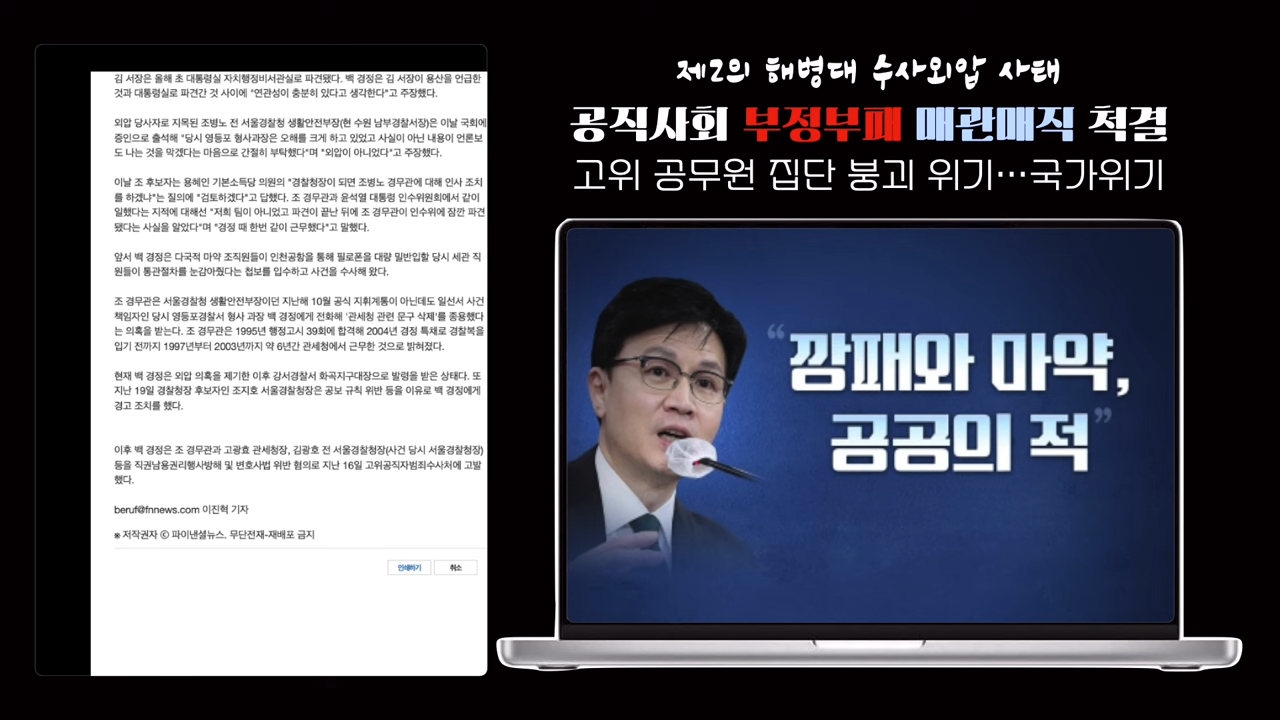 김 서장은 올해 초 대통령실 자치행정비서관실로 파견됐다. 백 경정은 김 서장이 용산을 언급한
것과 대통령실로 파견간 것 사이에 "연관성이 충분히 있다고 생각한다"고 주장했다.
외압 당사자로 지목된 조병노 전 서울경찰청 생활안전부장(현 수원 남부경찰서장)은 이날 국회에
증인으로 출석해 "당시 영등포 형사과장은 오해를 크게 하고 있었고 사실이 아닌 내용이 언론보
도 나는 것을 막겠다는 마음으로 간절히 부탁했다"며 "외압이 아니었다"고 주장했다.
이날 조 후보자는 용혜인 기본소득당 의원의 "경찰청장이 되면 조병노 경무관에 대해 인사 조치
를 하겠냐"는 질의에 "검토하겠다"고 답했다. 조 경무관과 윤석열 대통령 인수위원회에서 같이
일했다는 지적에 대해선 "저희 팀이 아니었고 파견이 끝난 뒤에 조 경무관이 인수위에 잠깐 파견
됐다는 사실을 알았다"며 "경정 때 한번 같이 근무했다"고 말했다.
앞서 백 경정은 다국적 마약 조직원들이 인천공항을 통해 필로폰을 대량 밀반입할 당시 세관 직
원들이 통관절차를 눈감아줬다는 첩보를 입수하고 사건을 수사해 왔다.
조 경무관은 서울경찰청 생활안전부장이던 지난해 10월 공식 지휘계통이 아닌데도 일선서 사건
책임자인 당시 영등포경찰서 형사 과장 백 경정에게 전화해 '관세청 관련 문구 삭제'를 종용했다
는 의혹을 받는다. 조 경무관은 1995년 행정고시 39회에 합격해 2004년 경정 특채로 경찰복을
입기 전까지 1997년부터 2003년까지 약 6년간 관세청에서 근무한 것으로 밝혀졌다.
현재 백 경정은 외압 의혹을 제기한 이후 강서경찰서 화곡지구대장으로 발령을 받은 상태다. 또
지난 19일 경찰청장 후보자인 조지호 서울경찰청장은 공보 규칙 위반 등을 이유로 백 경정에게
경고 조치를 했다.
이후 백 경정은 조 경무관과 고광효 관세청장, 김광호 전 서울경찰청장(사건 당시 서울경찰청장)
등을 직권남용권리행사방해 및 변호사법 위반 혐의로 지난 16일 고위공직자범죄수사처에 고발
했다.
beruf@fnnews.com 이진혁 기자
※ 저작권자 ⓒ 파이낸셜뉴스. 무단전재-재배포 금지
인쇄하기 취소
제2의 해병대 수사외압 사태
공직사회 부정부패 매관매직 척결
고위 공무원 집단 붕괴 위기…국가위기
“깡패와 마약,
공공의 적”